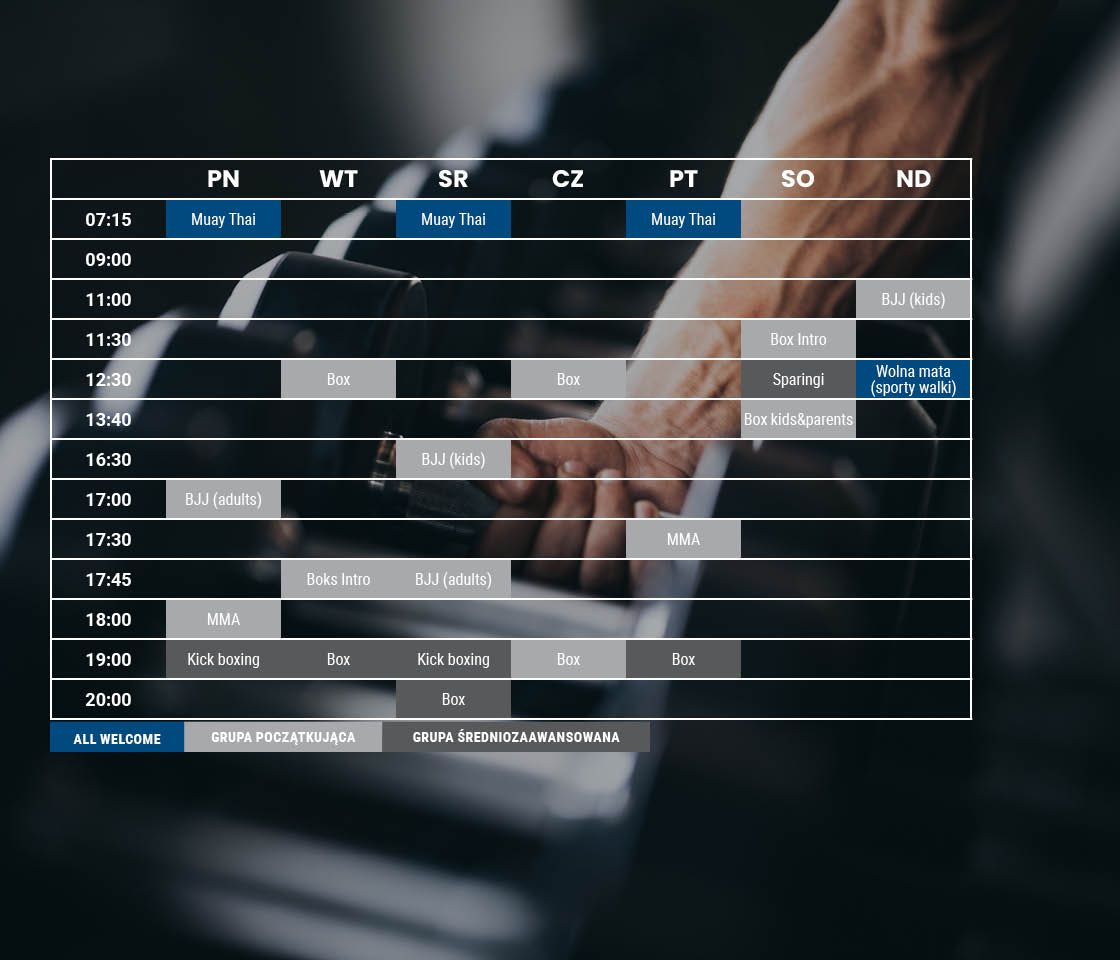 PN WT SR CZ PT SO ND
07:15 Muay Thai Muay Thai Muay Thai
09:00
11:00 BJJ (kids)
11:30 Box Intro
12:30 Box Box Sparingi Wolna mata (sporty walki)
13:40 Box kids&parents
16:30 BJJ (kids)
17:00 BJJ (adults)
17:30 MMA
17:45 Boks Intro BJJ (adults)
18:00 MMA
19:00 Kick boxing Box Kick boxing Box Box
20:00 Box
ALL WELCOME GRUPA POCZĄTKUJĄCA GRUPA ŚREDNIOZAAWANSOWANA